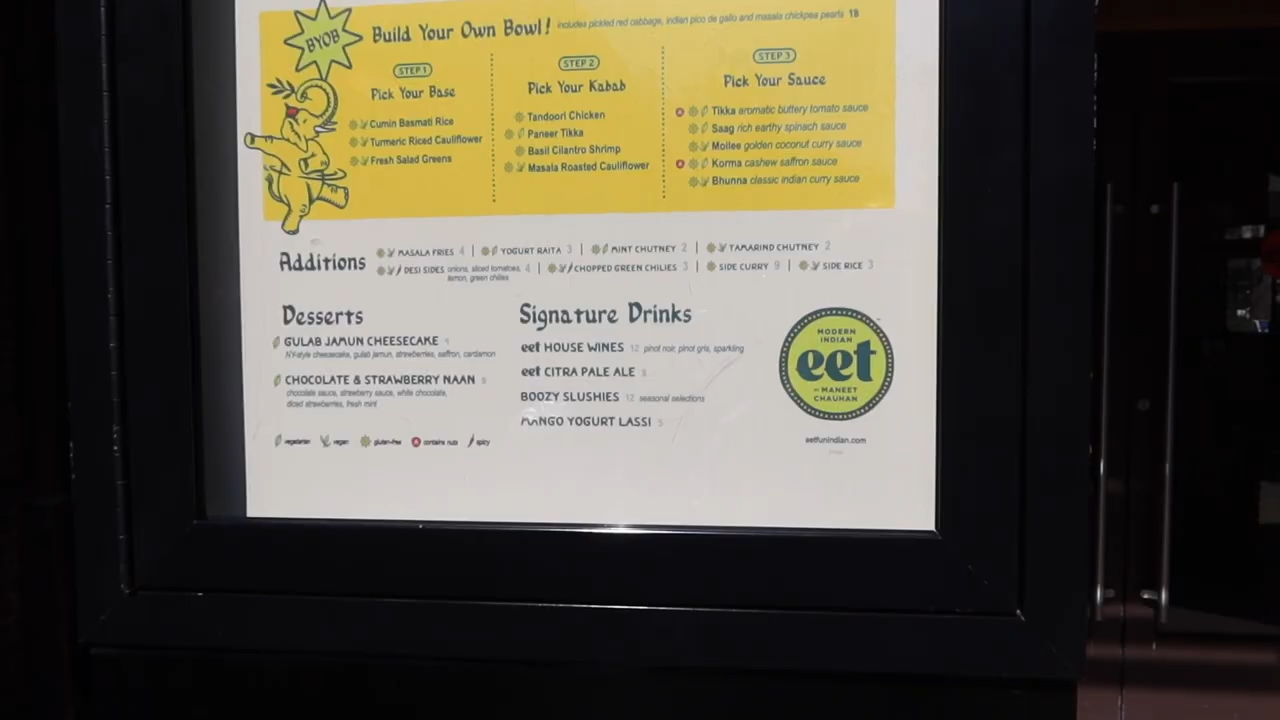 BYOB
Build Your Own Bowl! includes pickled red cabbage, indian pico de gallo and masala chickpea pearls 18
STEP 1
Pick Your Base
Cumin Basmati Rice
Turmeric Riced Cauliflower
Fresh Salad Greens
STEP 2
Pick Your Kabab
Tandoori Chicken
Paneer Tikka
Basil Cilantro Shrimp
Masala Roasted Cauliflower
STEP 3
Pick Your Sauce
Tikka aromatic buttery tomato sauce
Saag rich earthy spinach sauce
Moilee golden coconut curry sauce
Korma cashew saffron sauce
Bhunna classic indian curry sauce
Additions
MASALA FRIES 4 | YOGURT RAITA 3 | MINT CHUTNEY 2 | TAMARIND CHUTNEY 2
DESI SIDES onions, sliced tomatoes, 4 | CHOPPED GREEN CHILIES 3 | SIDE CURRY 9 | SIDE RICE 3
lemon, green chilies
Desserts
GULAB JAMUN CHEESECAKE
NY-style cheesecake, gulab jamun, strawberries, saffron, cardamon
CHOCOLATE & STRAWBERRY NAAN
chocolate sauce, strawberry sauce, white chocolate,
diced strawberries, fresh mint
vegetarian vegan gluten-free contains nuts spicy
Signature Drinks
eet HOUSE WINES 12 pinot noir, pinot gris, sparkling
eet CITRA PALE ALE
BOOZY SLUSHIES 12 seasonal selections
MANGO YOGURT LASSI 5
MODERN
INDIAN
eet
BY MANEET
CHAUHAN
eetfunindian.com